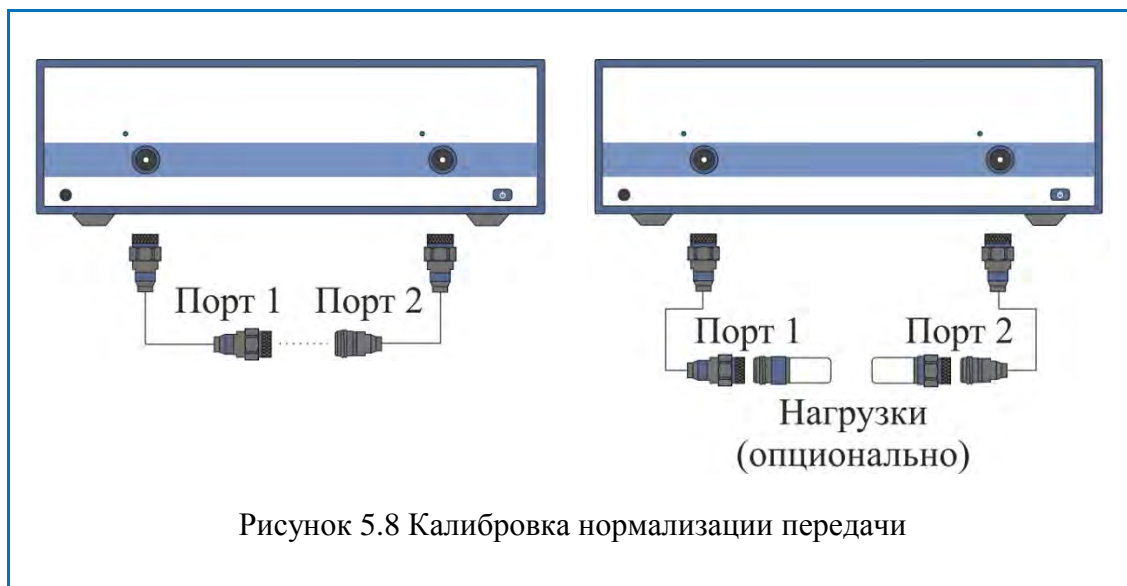 Порт 1 Порт 2
Порт 1 Порт 2
Нагрузки
(опционально)
Рисунок 5.8 Калибровка нормализации передачи